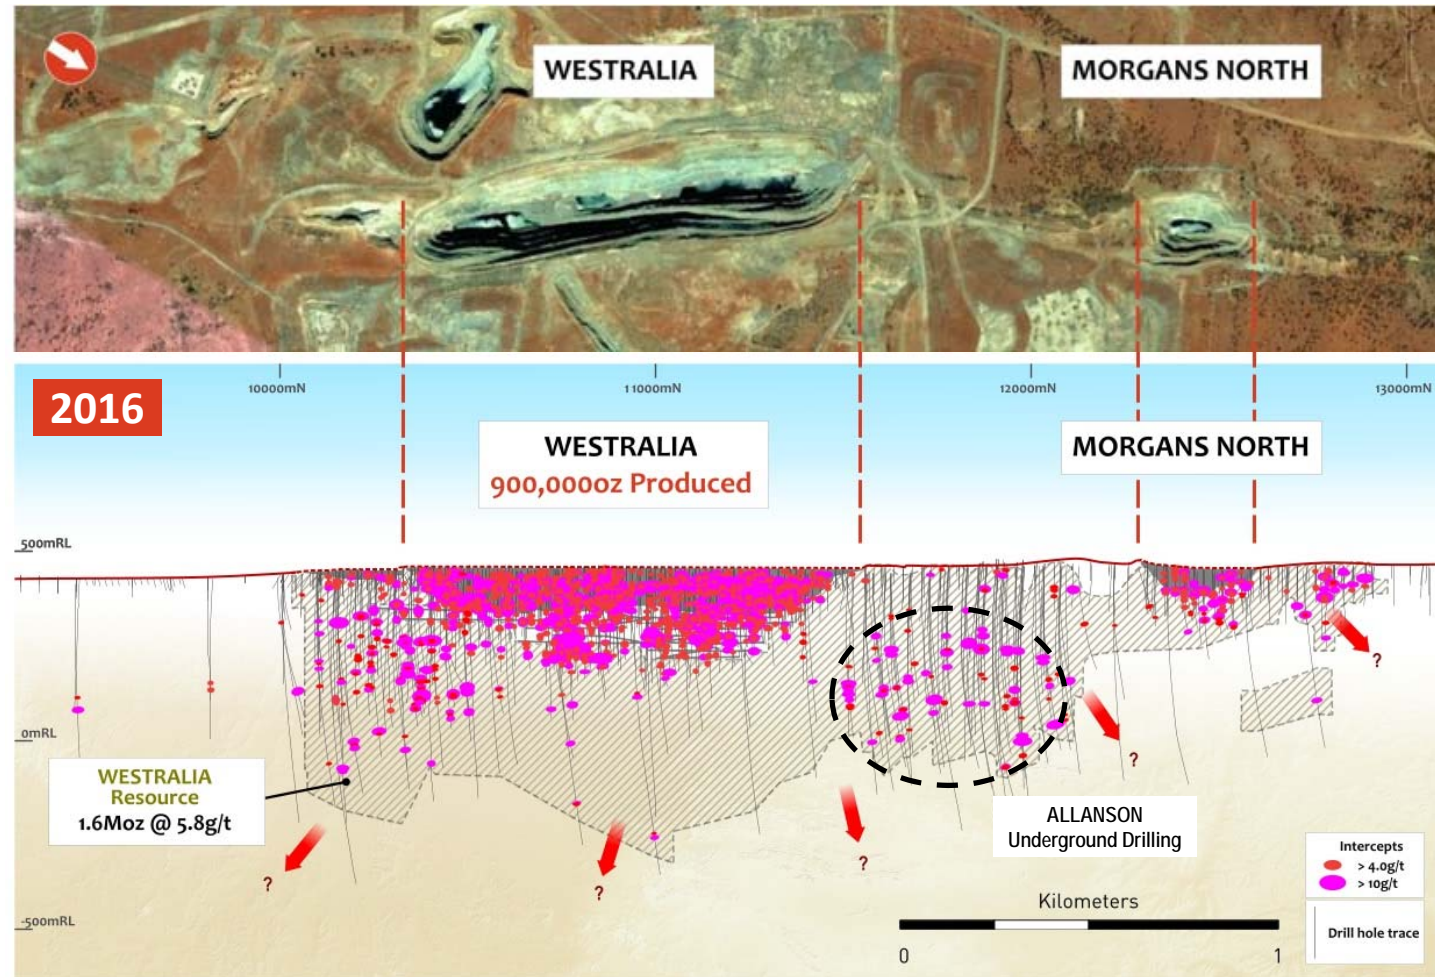 WESTRALIA
MORGANS NORTH
10000mN
11000mN
12000mN
13000mN
2016
WESTRALIA
900,000oz Produced
MORGANS NORTH
500mRL
0mRL
-500mRL
WESTRALIA
Resource
1.6Moz @ 5.8g/t
?
?
?
?
?
ALLANSON
Underground Drilling
Kilometers
0
1
Intercepts
> 4.0g/t
> 10g/t
Drill hole trace